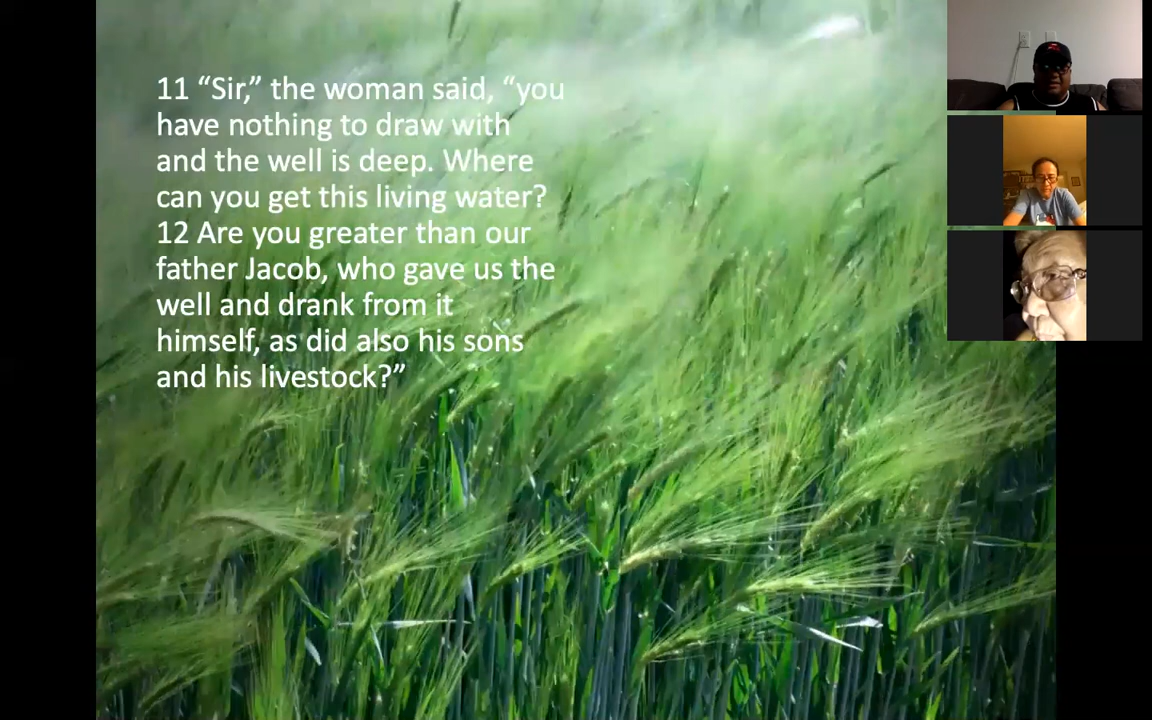 11 “Sir,” the woman said, “you
have nothing to draw with
and the well is deep. Where
can you get this living water?
12 Are you greater than our
father Jacob, who gave us the
well and drank from it
himself, as did also his sons
and his livestock?”